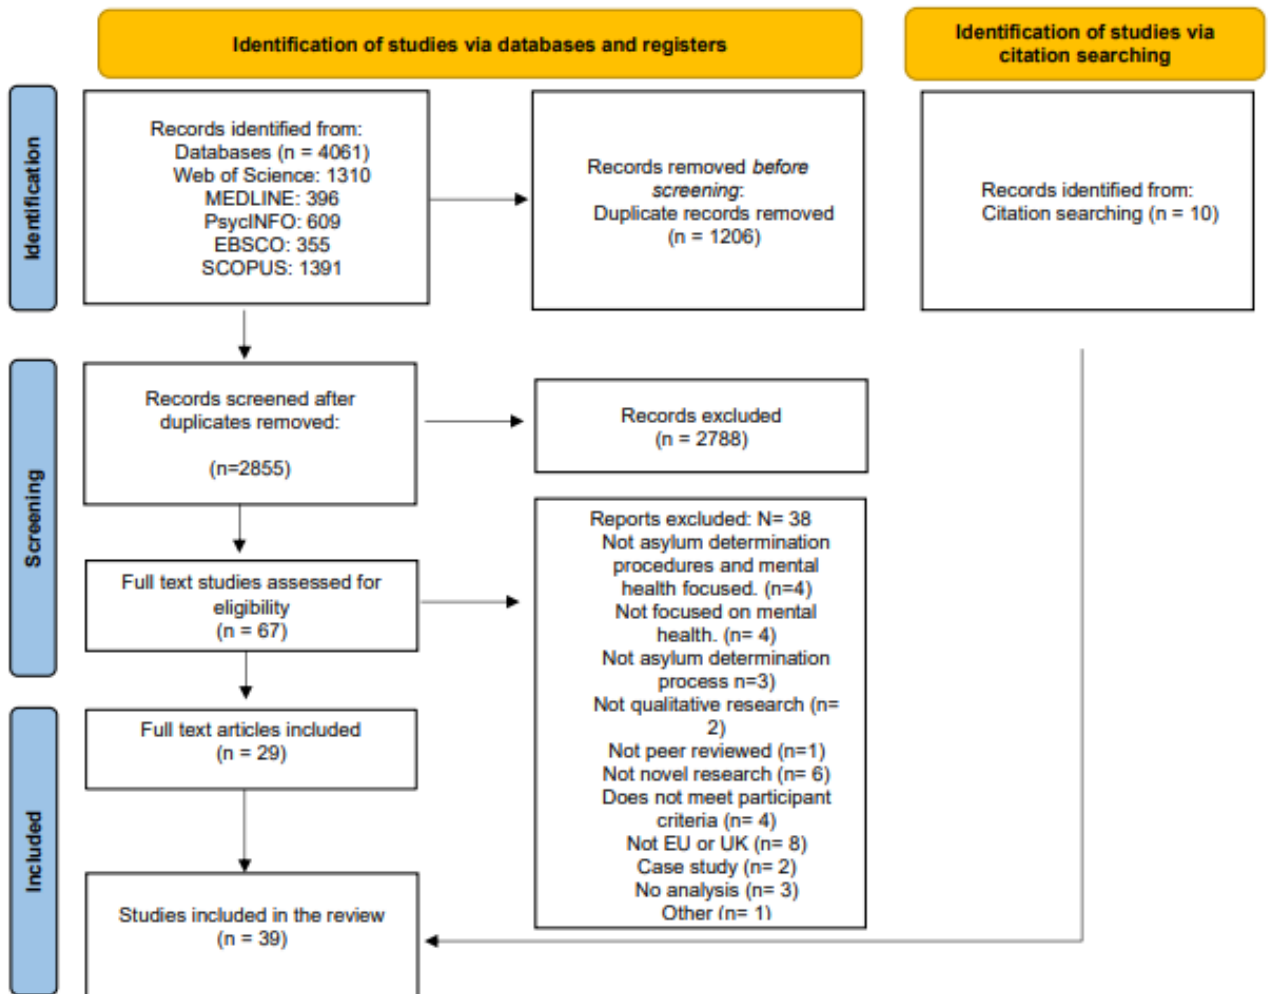 Identification of studies via databases and registers
Identification of studies via
citation searching
Identification
Records identified from:
Databases (n = 4061)
Web of Science: 1310
MEDLINE: 396
PsycINFO: 609
EBSCO: 355
SCOPUS: 1391
Records removed before
screening:
Duplicate records removed
(n = 1206)
Records identified from:
Citation searching (n = 10)
Screening
Records screened after
duplicates removed:
(n=2855)
Records excluded
(n = 2788)
Full text studies assessed for
eligibility
(n = 67)
Reports excluded: N= 38
Not asylum determination
procedures and mental
health focused. (n=4)
Not focused on mental
health. (n= 4)
Not asylum determination
process n=3)
Not qualitative research (n=
2)
Not peer reviewed (n=1)
Not novel research (n= 6)
Does not meet participant
criteria (n= 4)
Not EU or UK (n= 8)
Case study (n= 2)
No analysis (n= 3)
Other (n= 1)
Included
Full text articles included
(n = 29)
Studies included in the review
(n = 39)